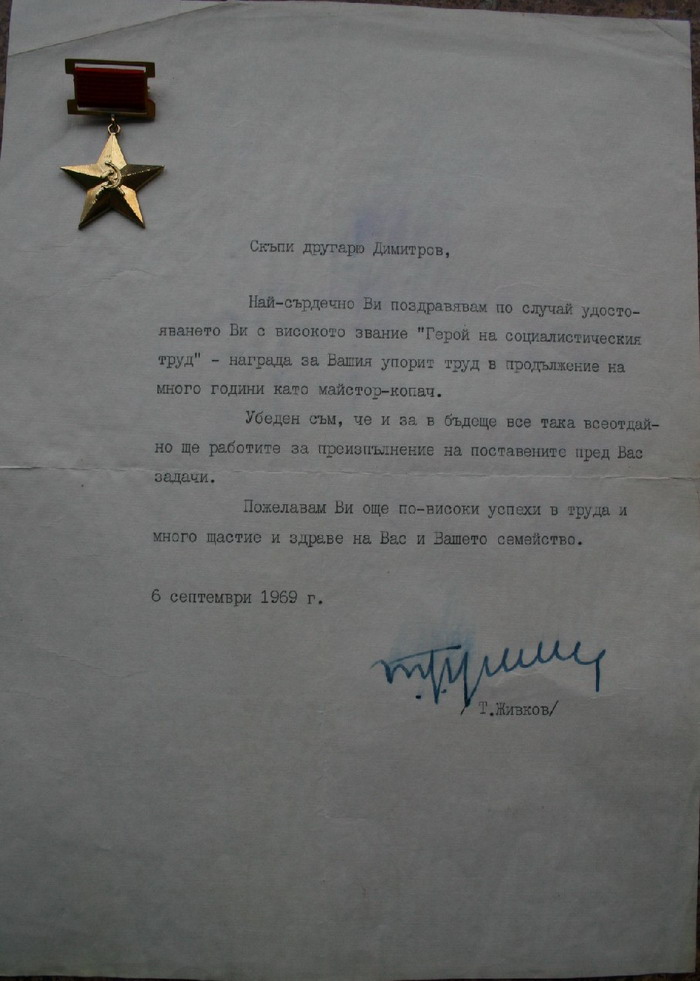 Скъпи другарю Димитров,
Най-сърдечно Ви поздравявам по случай удосто-
яването Ви с високото звание "Герой на социалистическия
труд" - награда за Вашия упорит труд в продължение на
много години като майстор-копач.
Убеден съм, че и за в бъдеще все така всеотдай-
но ще работите за преизпълнение на поставените пред Вас
задачи.
Пожелавам Ви още по-високи успехи в труда и
много щастие и здраве на Вас и Вашето семейство.
6 септември 1969 г.
/ Т.Живков/